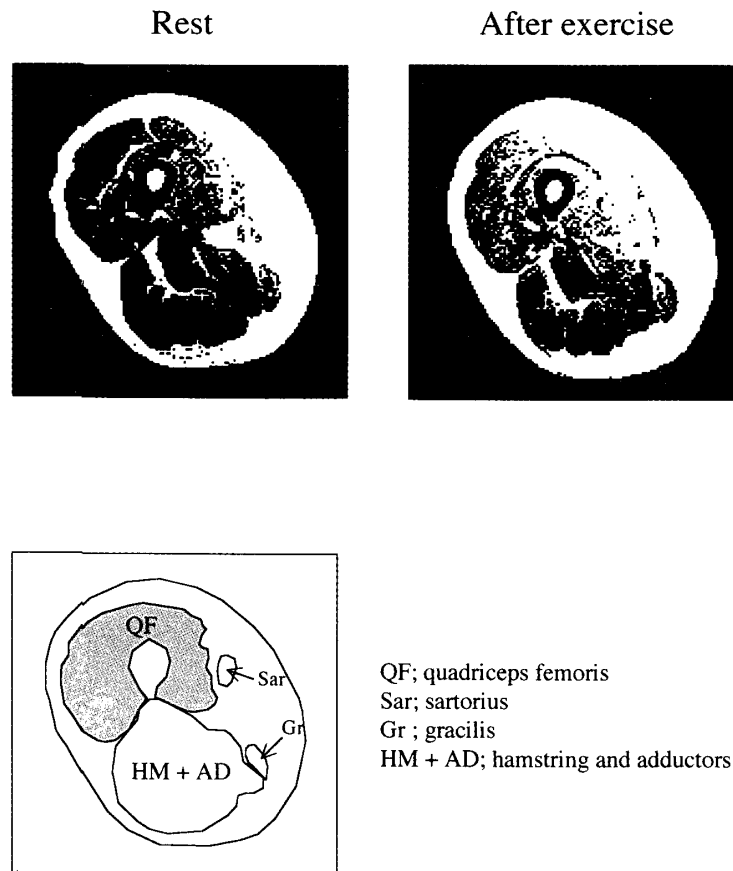 Rest
After exercise
QF
Sar
Gr
HM + AD
QF; quadriceps femoris
Sar; sartorius
Gr ; gracilis
HM + AD; hamstring and adductors